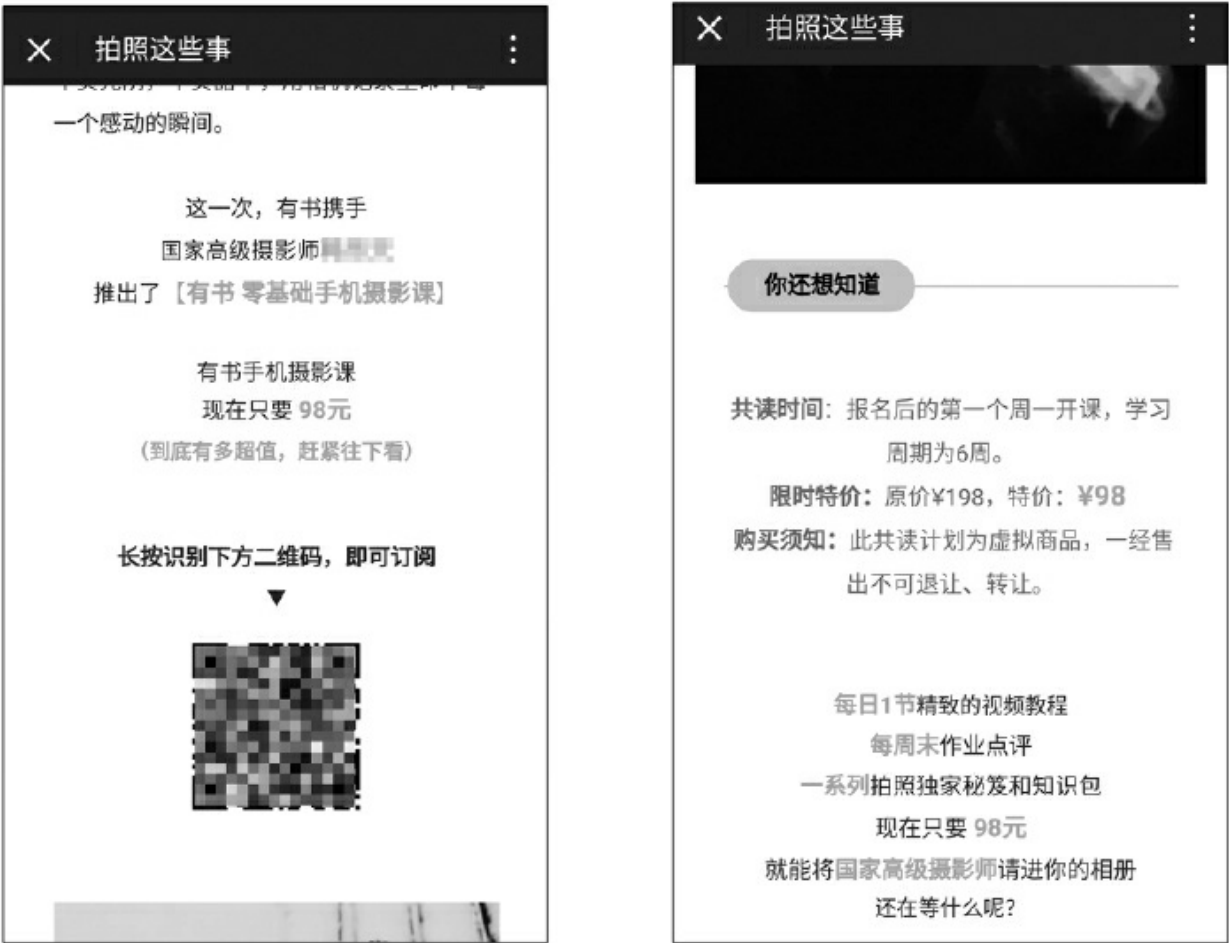 拍照这些事
一个感动的瞬间。
这一次，有书携手
国家高级摄影师
推出了【有书 零基础手机摄影课】
有书手机摄影课
现在只要 98元
（到底有多超值，赶紧往下看）
长按识别下方二维码，即可订阅
拍照这些事
你还想知道
共读时间：报名后的第一个周一开课，学习
周期为6周。
限时特价：原价¥198，特价：¥98
购买须知：此共读计划为虚拟商品，一经售
出不可退让、转让。
每日1节精致的视频教程
每周末作业点评
一系列拍照独家秘笈和知识包
现在只要 98元
就能将国家高级摄影师请进你的相册
还在等什么呢？